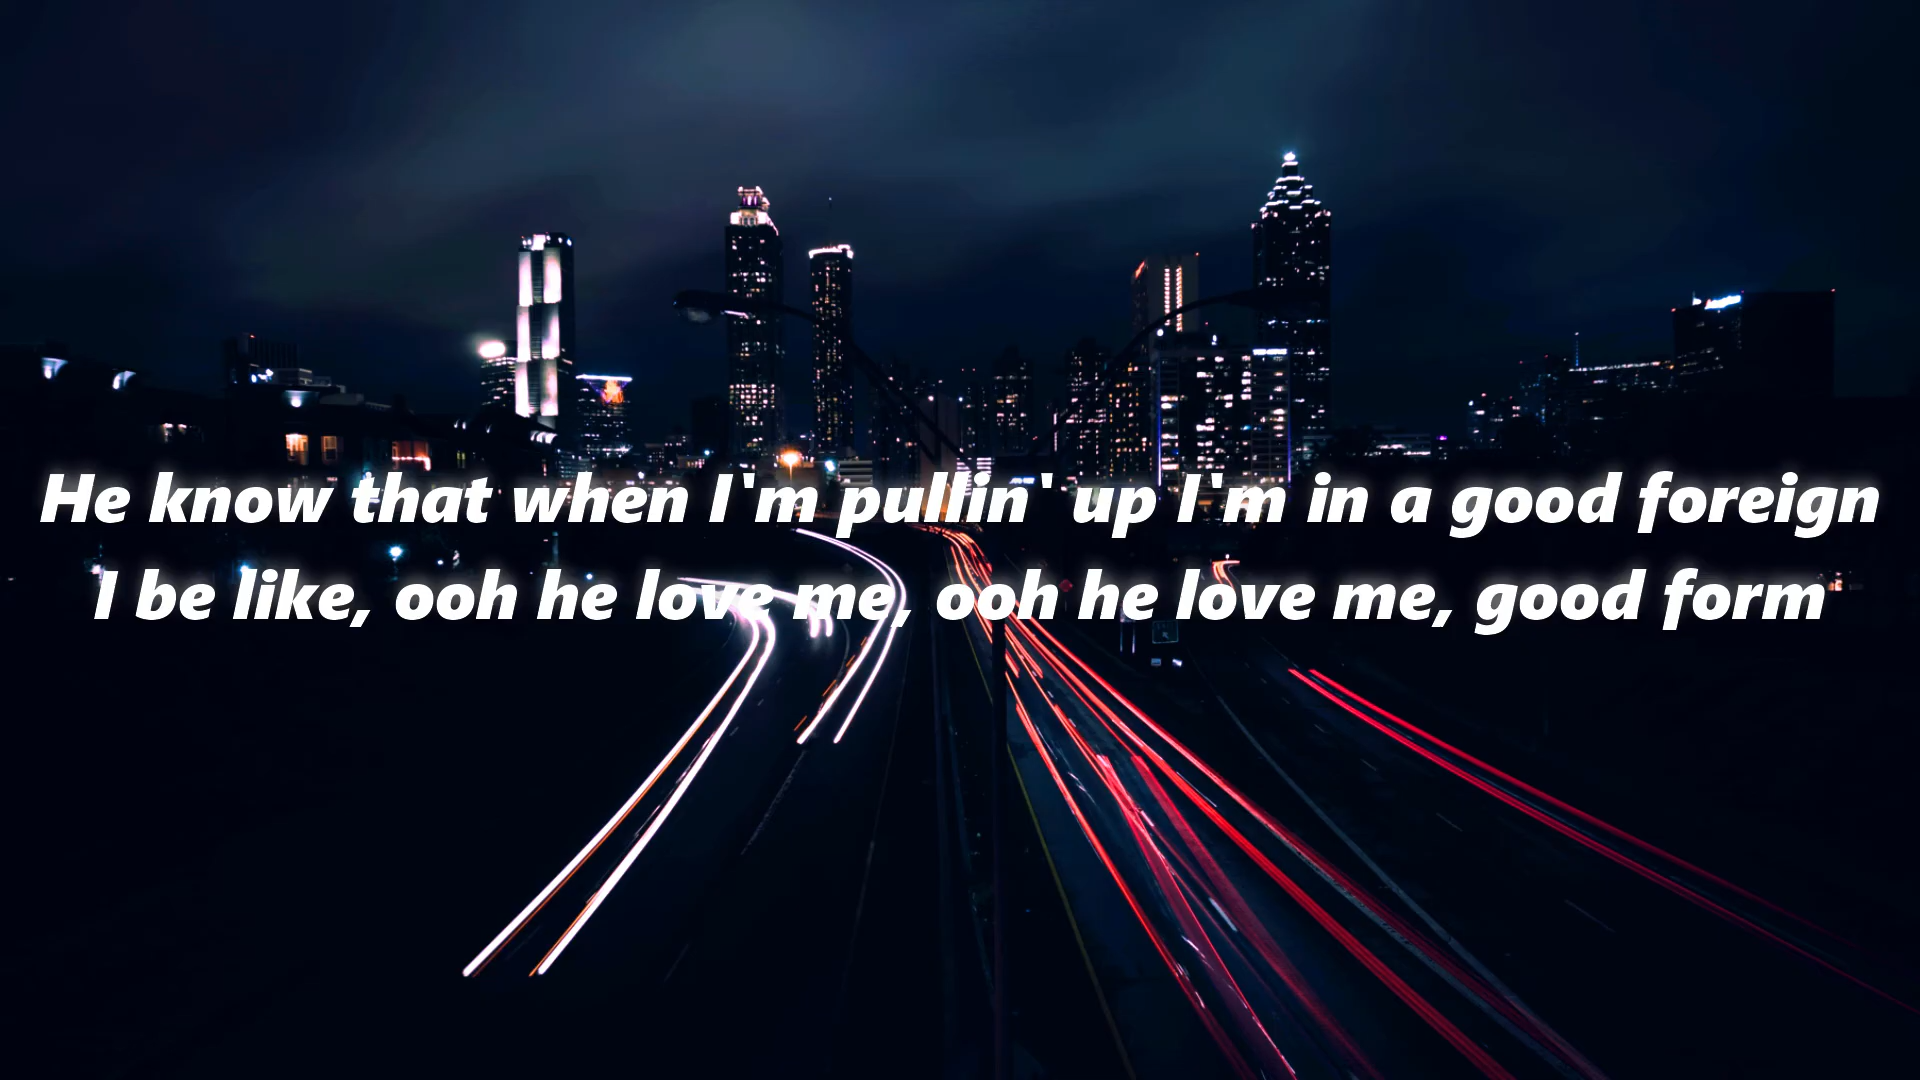 He know that when I'm pullin' up I'm in a good foreign
I be like, ooh he love me, ooh he love me, good form